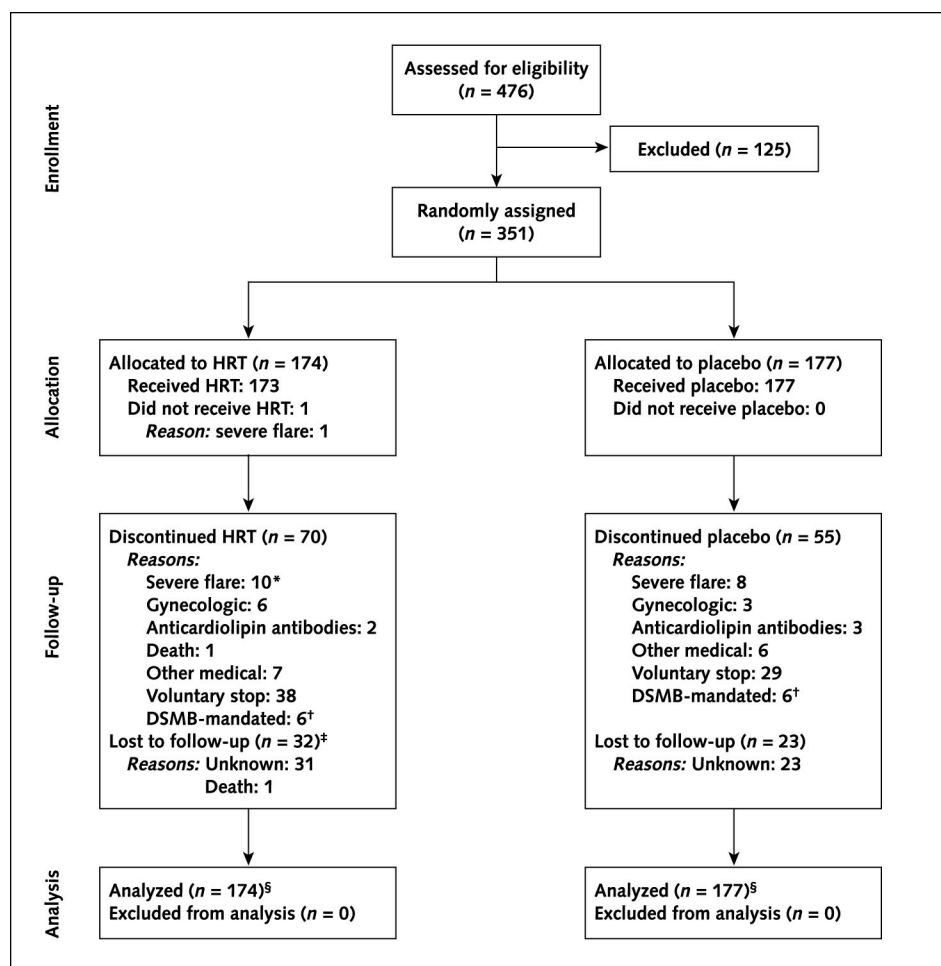 Enrollment
Assessed for eligibility
(n = 476)
Excluded (n = 125)
Randomly assigned
(n = 351)
Allocation
Allocated to HRT (n = 174)
Received HRT: 173
Did not receive HRT: 1
Reason: severe flare: 1
Allocated to placebo (n = 177)
Received placebo: 177
Did not receive placebo: 0
Follow-up
Discontinued HRT (n = 70)
Reasons:
Severe flare: 10*
Gynecologic: 6
Anticardiolipin antibodies: 2
Death: 1
Other medical: 7
Voluntary stop: 38
DSMB-mandated: 6†
Lost to follow-up (n = 32)‡
Reasons: Unknown: 31
Death: 1
Discontinued placebo (n = 55)
Reasons:
Severe flare: 8
Gynecologic: 3
Anticardiolipin antibodies: 3
Other medical: 6
Voluntary stop: 29
DSMB-mandated: 6†
Lost to follow-up (n = 23)
Reasons: Unknown: 23
Analysis
Analyzed (n = 174)§
Excluded from analysis (n = 0)
Analyzed (n = 177)§
Excluded from analysis (n = 0)